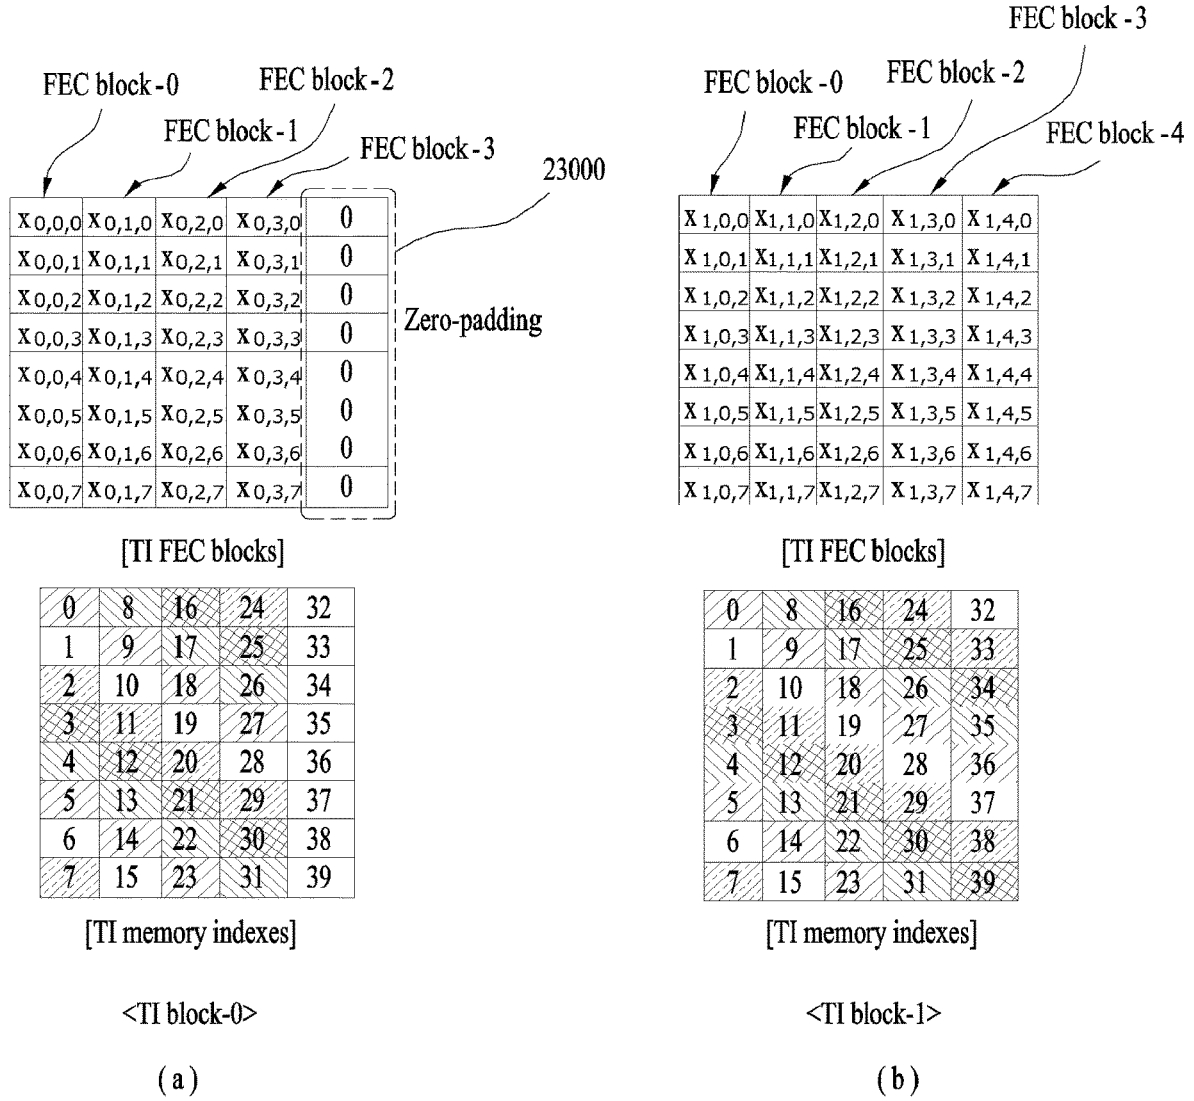 FEC block -3
FEC block -0 FEC block -2 FEC block -0 FEC block -2
FEC block -1 FEC block -3 FEC block -1 FEC block -4
23000
x0,0,0 x0,1,0 x0,2,0 x0,3,0 0
x0,0,1 x0,1,1 x0,2,1 x0,3,1 0
x0,0,2 x0,1,2 x0,2,2 x0,3,2 0
x0,0,3 x0,1,3 x0,2,3 x0,3,3 0
x0,0,4 x0,1,4 x0,2,4 x0,3,4 0
x0,0,5 x0,1,5 x0,2,5 x0,3,5 0
x0,0,6 x0,1,6 x0,2,6 x0,3,6 0
x0,0,7 x0,1,7 x0,2,7 x0,3,7 0
Zero-padding
x1,0,0 x1,1,0 x1,2,0 x1,3,0 x1,4,0
x1,0,1 x1,1,1 x1,2,1 x1,3,1 x1,4,1
x1,0,2 x1,1,2 x1,2,2 x1,3,2 x1,4,2
x1,0,3 x1,1,3 x1,2,3 x1,3,3 x1,4,3
x1,0,4 x1,1,4 x1,2,4 x1,3,4 x1,4,4
x1,0,5 x1,1,5 x1,2,5 x1,3,5 x1,4,5
x1,0,6 x1,1,6 x1,2,6 x1,3,6 x1,4,6
x1,0,7 x1,1,7 x1,2,7 x1,3,7 x1,4,7
[TI FEC blocks] [TI FEC blocks]
0 8 16 24 32
1 9 17 25 33
2 10 18 26 34
3 11 19 27 35
4 12 20 28 36
5 13 21 29 37
6 14 22 30 38
7 15 23 31 39
0 8 16 24 32
1 9 17 25 33
2 10 18 26 34
3 11 19 27 35
4 12 20 28 36
5 13 21 29 37
6 14 22 30 38
7 15 23 31 39
[TI memory indexes] [TI memory indexes]
<TI block-0> <TI block-1>
(a) (b)